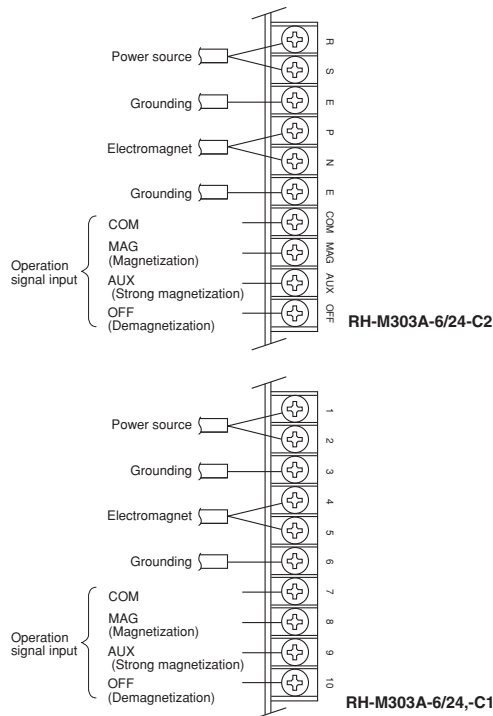 Power source
R
S
Grounding
E
Electromagnet
P
N
Grounding
E
Operation
signal input
COM
COM
MAG
(Magnetization)
MAG
AUX
(Strong magnetization)
AUX
OFF
(Demagnetization)
OFF
RH-M303A-6/24-C2
Power source
1
2
Grounding
3
Electromagnet
4
5
Grounding
6
Operation
signal input
COM
7
MAG
(Magnetization)
8
AUX
(Strong magnetization)
9
OFF
(Demagnetization)
10
RH-M303A-6/24,-C1